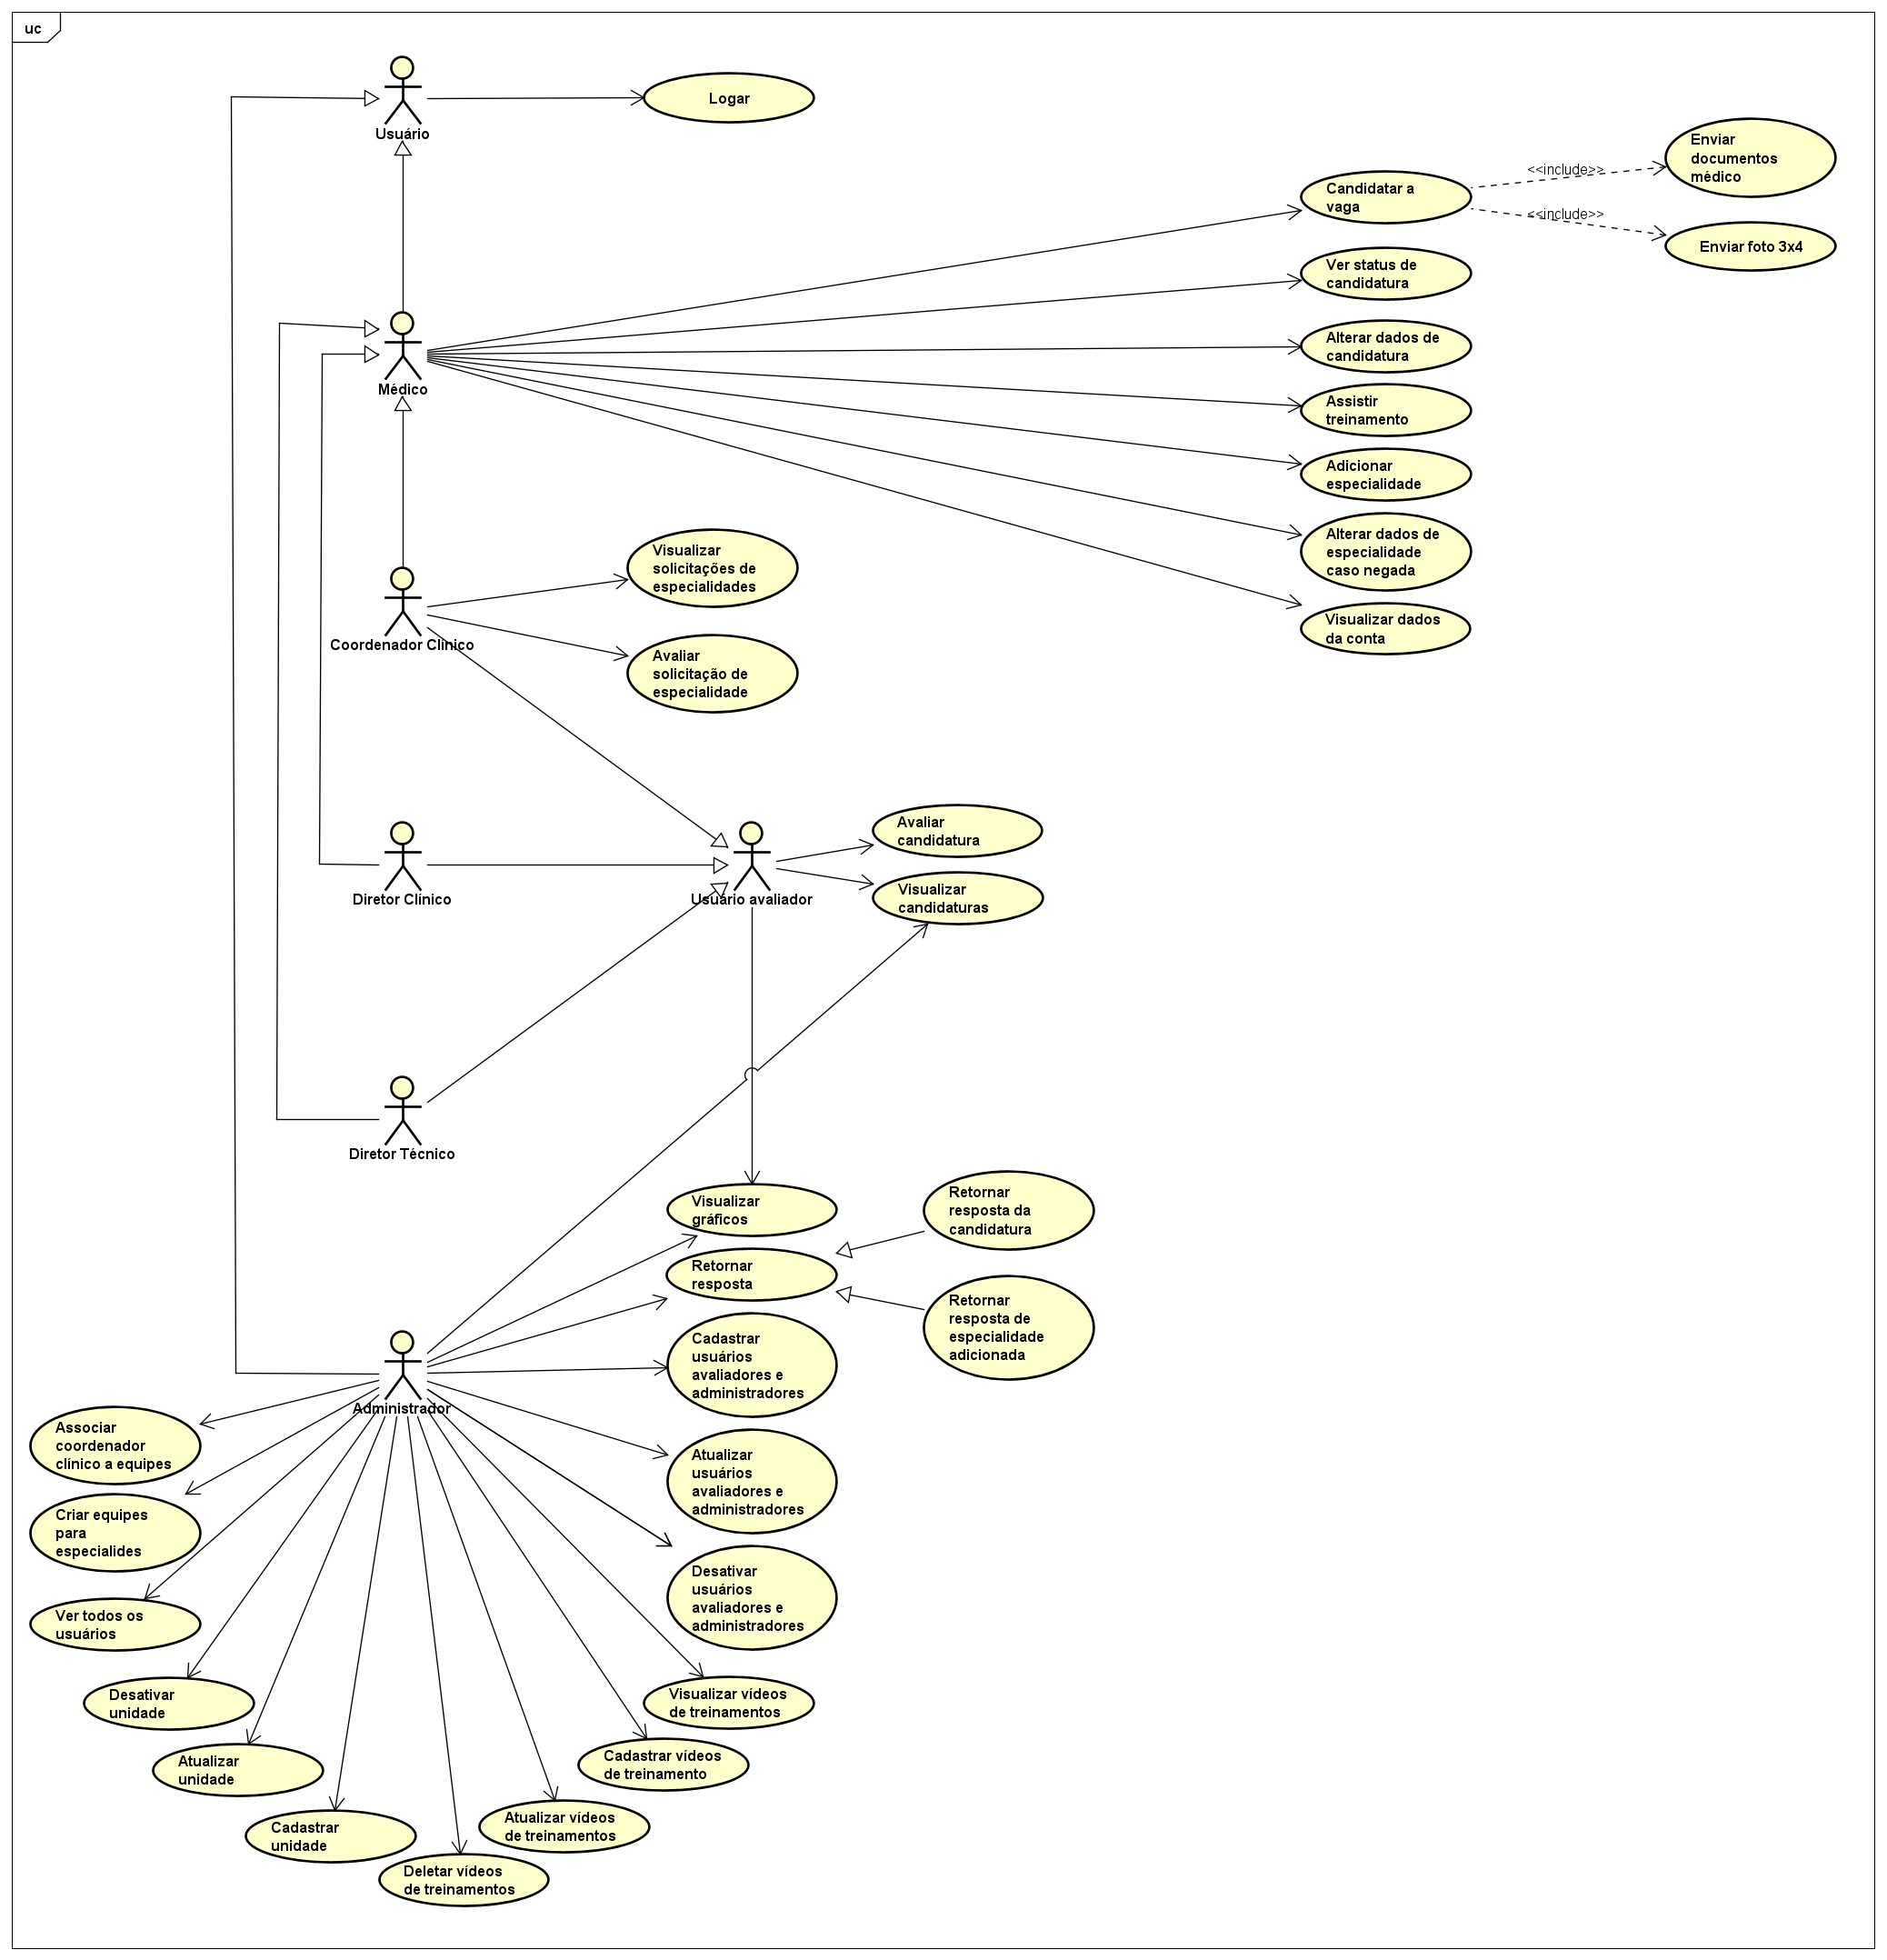 uc
Usuário
Logar
Enviar
documentos
médico
<<include>>
Candidatar a
vaga
<<include>>
Enviar foto 3x4
Ver status de
candidatura
Médico
Alterar dados de
candidatura
Assistir
treinamento
Adicionar
especialidade
Alterar dados de
especialidade
caso negada
Visualizar dados
da conta
Coordenador Clínico
Visualizar
solicitações de
especialidades
Avaliar
solicitação de
especialidade
Diretor Clínico
Usuário avaliador
Avaliar
candidatura
Visualizar
candidaturas
Diretor Técnico
Visualizar
gráficos
Retornar
resposta da
candidatura
Retornar
resposta
Retornar
resposta de
especialidade
adicionada
Administrador
Cadastrar
usuários
avaliadores e
administradores
Atualizar
usuários
avaliadores e
administradores
Desativar
usuários
avaliadores e
administradores
Associar
coordenador
clínico a equipes
Criar equipes
para
especialides
Ver todos os
usuários
Desativar
unidade
Atualizar
unidade
Cadastrar
unidade
Deletar vídeos
de treinamentos
Atualizar vídeos
de treinamentos
Cadastrar vídeos
de treinamento
Visualizar vídeos
de treinamentos